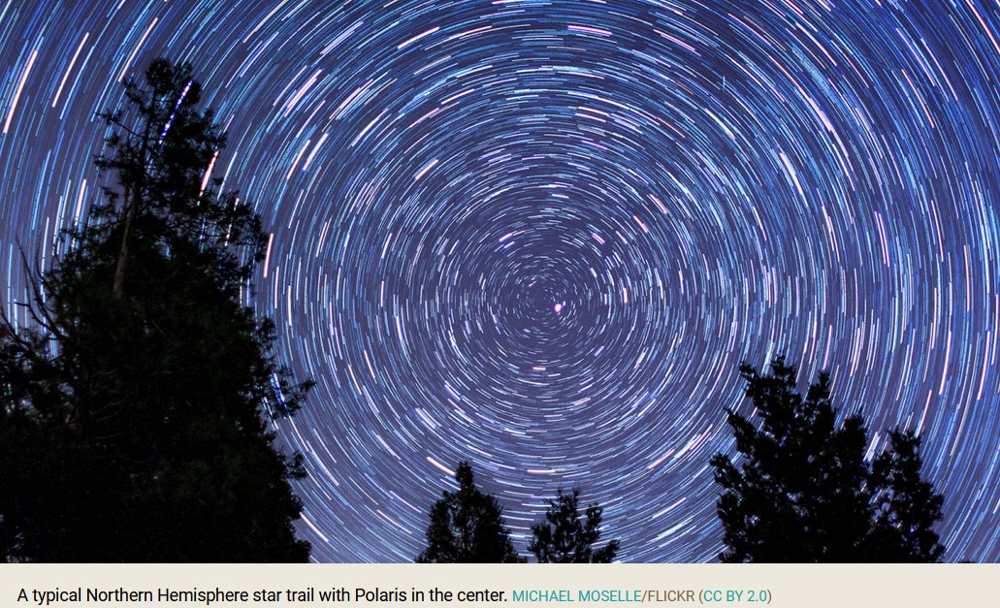 A typical Northern Hemisphere star trail with Polaris in the center. MICHAEL MOSELLE/FLICKR (CC BY 2.0)